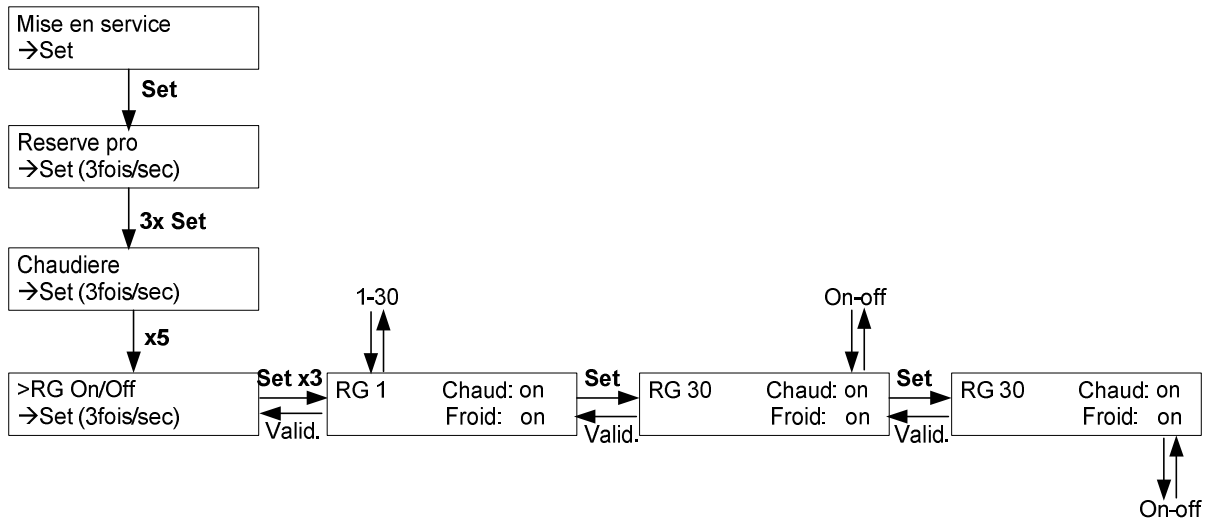 Mise en service
→Set
Set
Reserve pro
→Set (3fois/sec)
3x Set
Chaudiere
→Set (3fois/sec)
x5
1-30
On-off
>RG On/Off
→Set (3fois/sec)
Set x3
Valid.
RG 1 Chaud: on
Froid: on
Set
Valid.
RG 30 Chaud: on
Froid: on
Set
Valid.
RG 30 Chaud: on
Froid: on
On-off